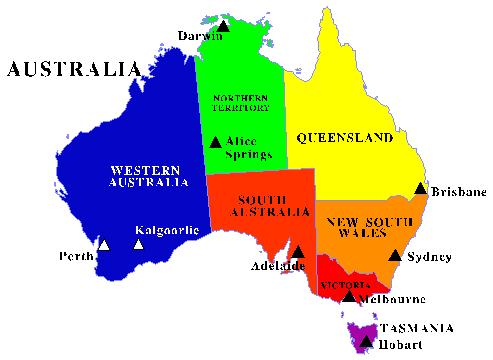 Darwin
AUSTRALIA
NORTHERN
TERRITORY
Alice
Springs
QUEENSLAND
WESTERN
AUSTRALIA
SOUTH
AUSTRALIA
Brisbane
NEW SOUTH
WALES
Kalgoorlie
Perth
Adelaide
Sydney
VICTORIA
Melbourne
TASMANIA
Hobart